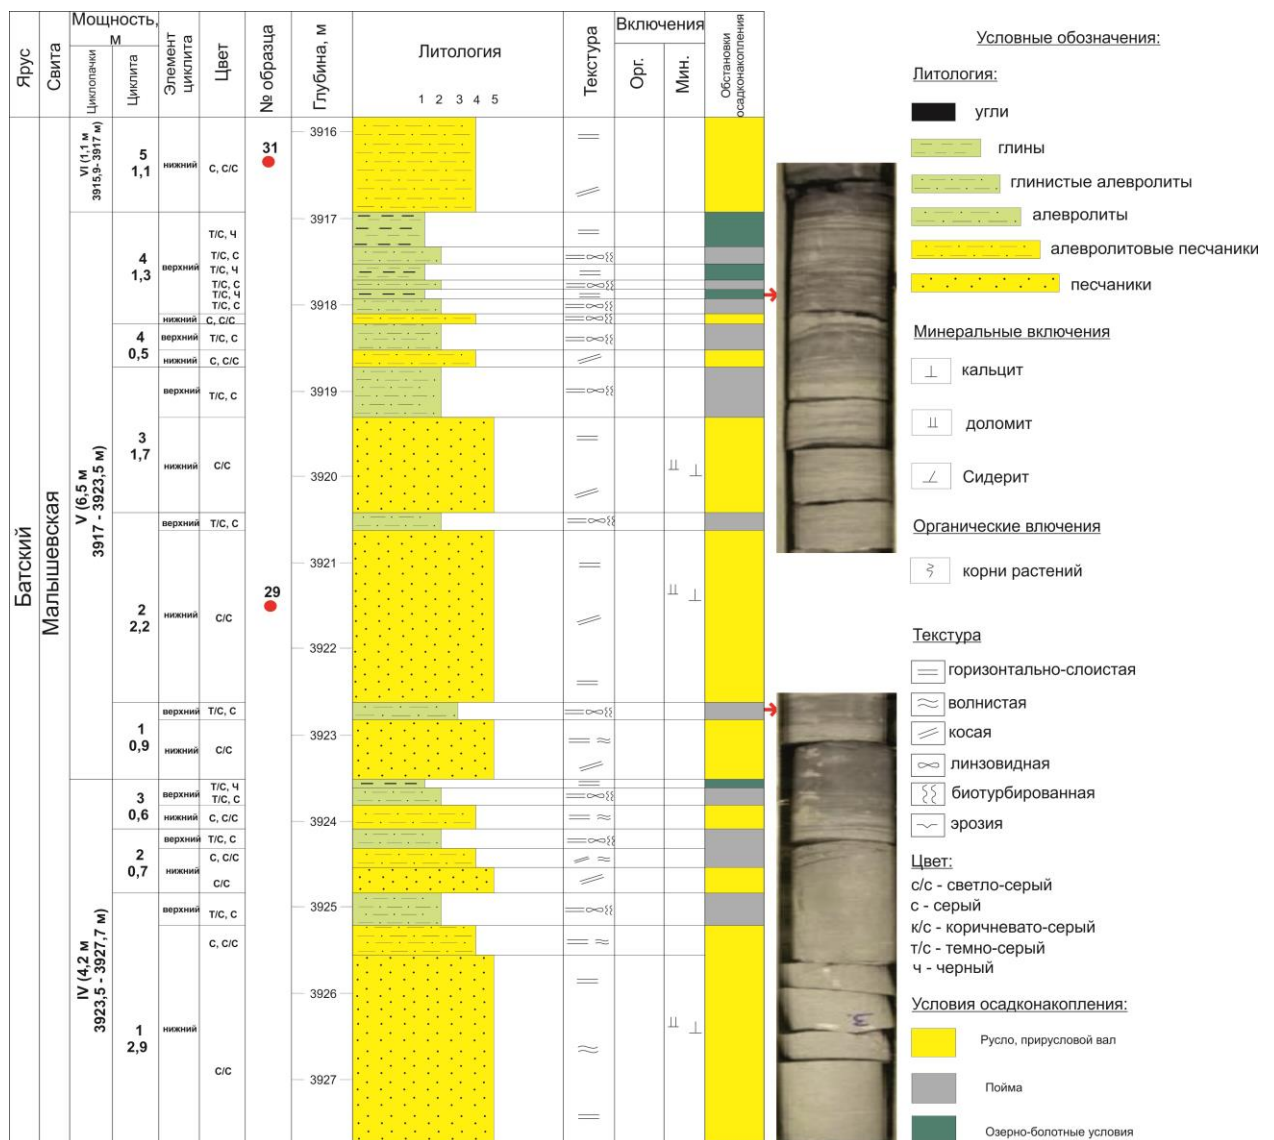 Ярус
Свита
Мощность, м
Циклопачки
Циклита
Элемент циклита
Цвет
№ образца
Глубина, м
Литология
1 2 3 4 5
Текстура
Включения
Орг.
Мин.
Обстановки осадконакопления
Батский
Малышевская
VI (1,1 м
3915,9- 3917 м)
5
1,1
нижний
С, С/С
31
3916
V (6,5 м
3917 - 3923,5 м)
4
1,3
верхний
Т/С, Ч
Т/С, С
Т/С, Ч
Т/С, С
Т/С, Ч
Т/С, С
3917
3918
нижний
С, С/С
4
0,5
верхний
Т/С, С
нижний
С, С/С
3
1,7
верхний
Т/С, С
3919
нижний
С/С
3920
2
2,2
верхний
Т/С, С
3921
нижний
С/С
29
3922
1
0,9
верхний
Т/С, С
нижний
С/С
3923
IV (4,2 м
3923,5 - 3927,7 м)
3
0,6
верхний
Т/С, Ч
Т/С, С
нижний
С, С/С
3924
2
0,7
верхний
Т/С, С
нижний
С, С/С
С/С
1
2,9
верхний
Т/С, С
3925
нижний
С, С/С
С/С
3926
3927
Условные обозначения:
Литология:
угли
глины
глинистые алевролиты
алевролиты
алевролитовые песчаники
песчаники
Минеральные включения
кальцит
доломит
Сидерит
Органические влючения
корни растений
Текстура
горизонтально-слоистая
волнистая
косая
линзовидная
биотурбированная
эрозия
Цвет:
с/с - светло-серый
с - серый
к/с - коричневато-серый
т/с - темно-серый
ч - черный
Условия осадконакопления:
Русло, прирусловой вал
Пойма
Озерно-болотные условия